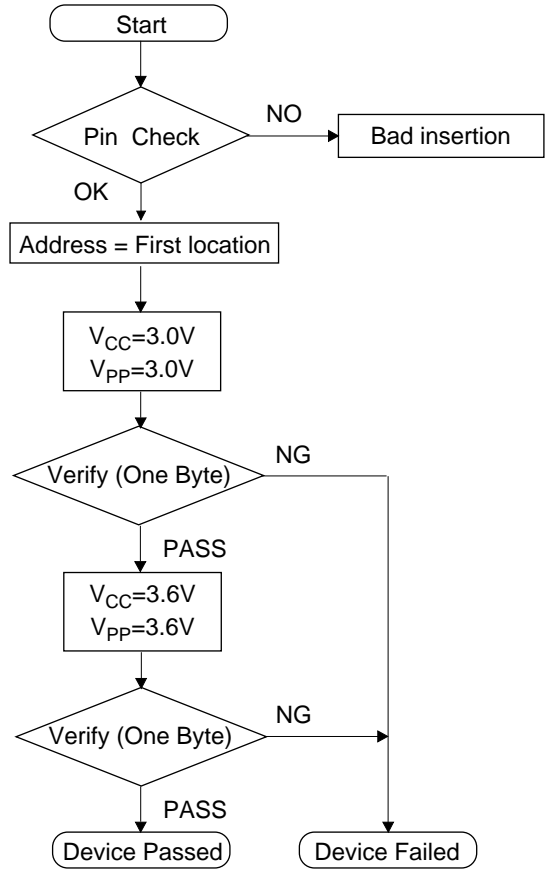 Start
Pin Check
NO
Bad insertion
OK
Address = First location
VCC=3.0V
VPP=3.0V
Verify (One Byte)
NG
PASS
VCC=3.6V
VPP=3.6V
Verify (One Byte)
NG
PASS
Device Passed
Device Failed